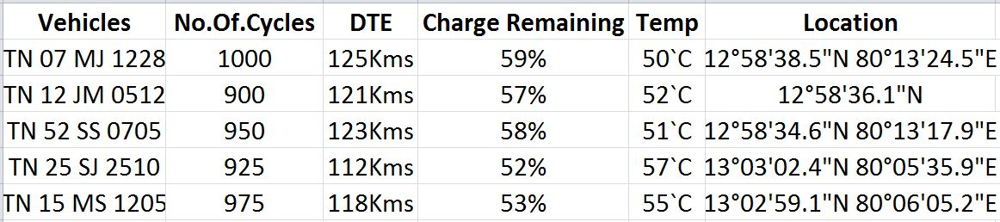 Vehicles No.Of.Cycles DTE Charge Remaining Temp Location
TN 07 MJ 1228 1000 125Kms 59% 50`C 12°58'38.5"N 80°13'24.5"E
TN 12 JM 0512 900 121Kms 57% 52`C 12°58'36.1"N
TN 52 SS 0705 950 123Kms 58% 51`C 12°58'34.6"N 80°13'17.9"E
TN 25 SJ 2510 925 112Kms 52% 57`C 13°03'02.4"N 80°05'35.9"E
TN 15 MS 1205 975 118Kms 53% 55`C 13°02'59.1"N 80°06'05.2"E